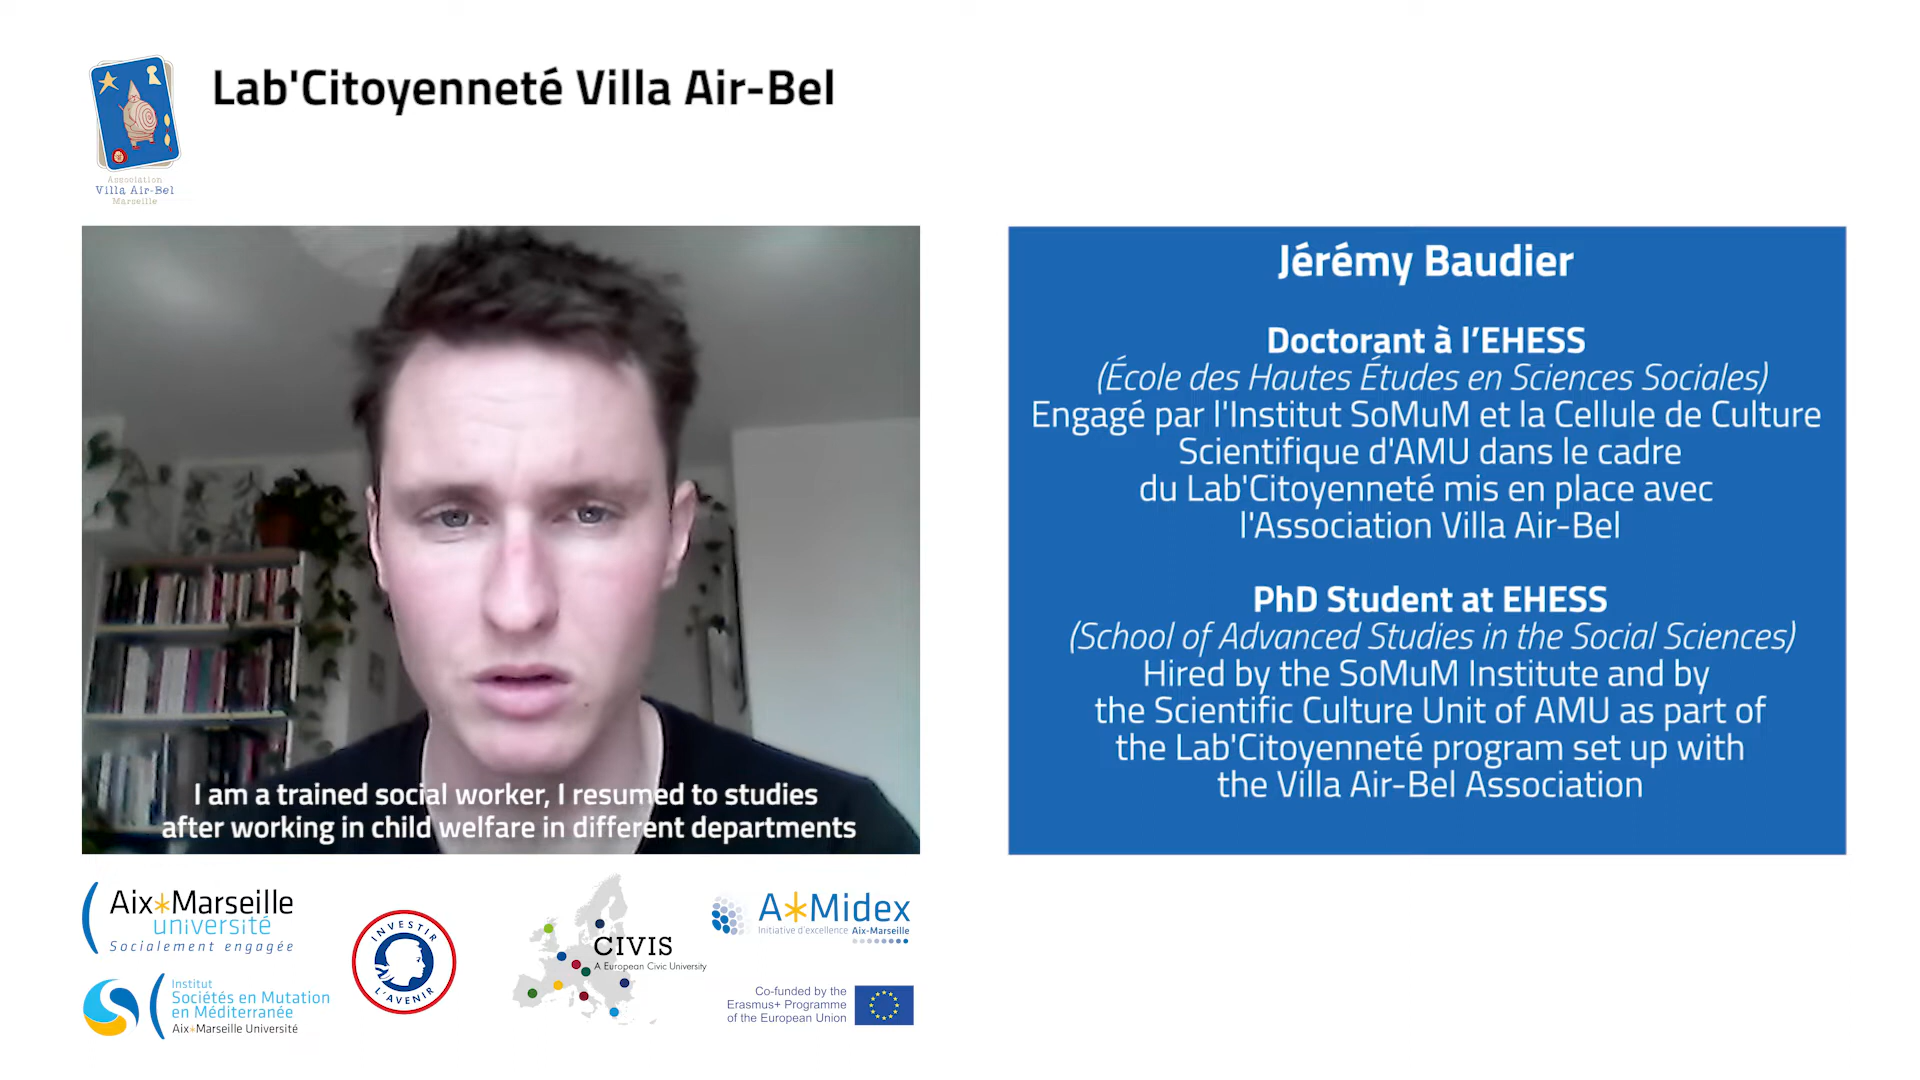 Lab'Citoyenneté Villa Air-Bel
Association
Villa Air-Bel
Marseille
I am a trained social worker, I resumed to studies
after working in child welfare in different departments
Jérémy Baudier
Doctorant à l’EHESS
(École des Hautes Études en Sciences Sociales)
Engagé par l'Institut SoMuM et la Cellule de Culture
Scientifique d'AMU dans le cadre
du Lab'Citoyenneté mis en place avec
l'Association Villa Air-Bel
PhD Student at EHESS
(School of Advanced Studies in the Social Sciences)
Hired by the SoMuM Institute and by
the Scientific Culture Unit of AMU as part of
the Lab'Citoyenneté program set up with
the Villa Air-Bel Association
Aix*Marseille
université
Socialement engagée
Institut
Sociétés en Mutation
en Méditerranée
Aix*Marseille Université
INVESTIR
L'AVENIR
CIVIS
A European Civic University
A*Midex
Initiative d'excellence Aix-Marseille
Co-funded by the
Erasmus+ Programme
of the European Union